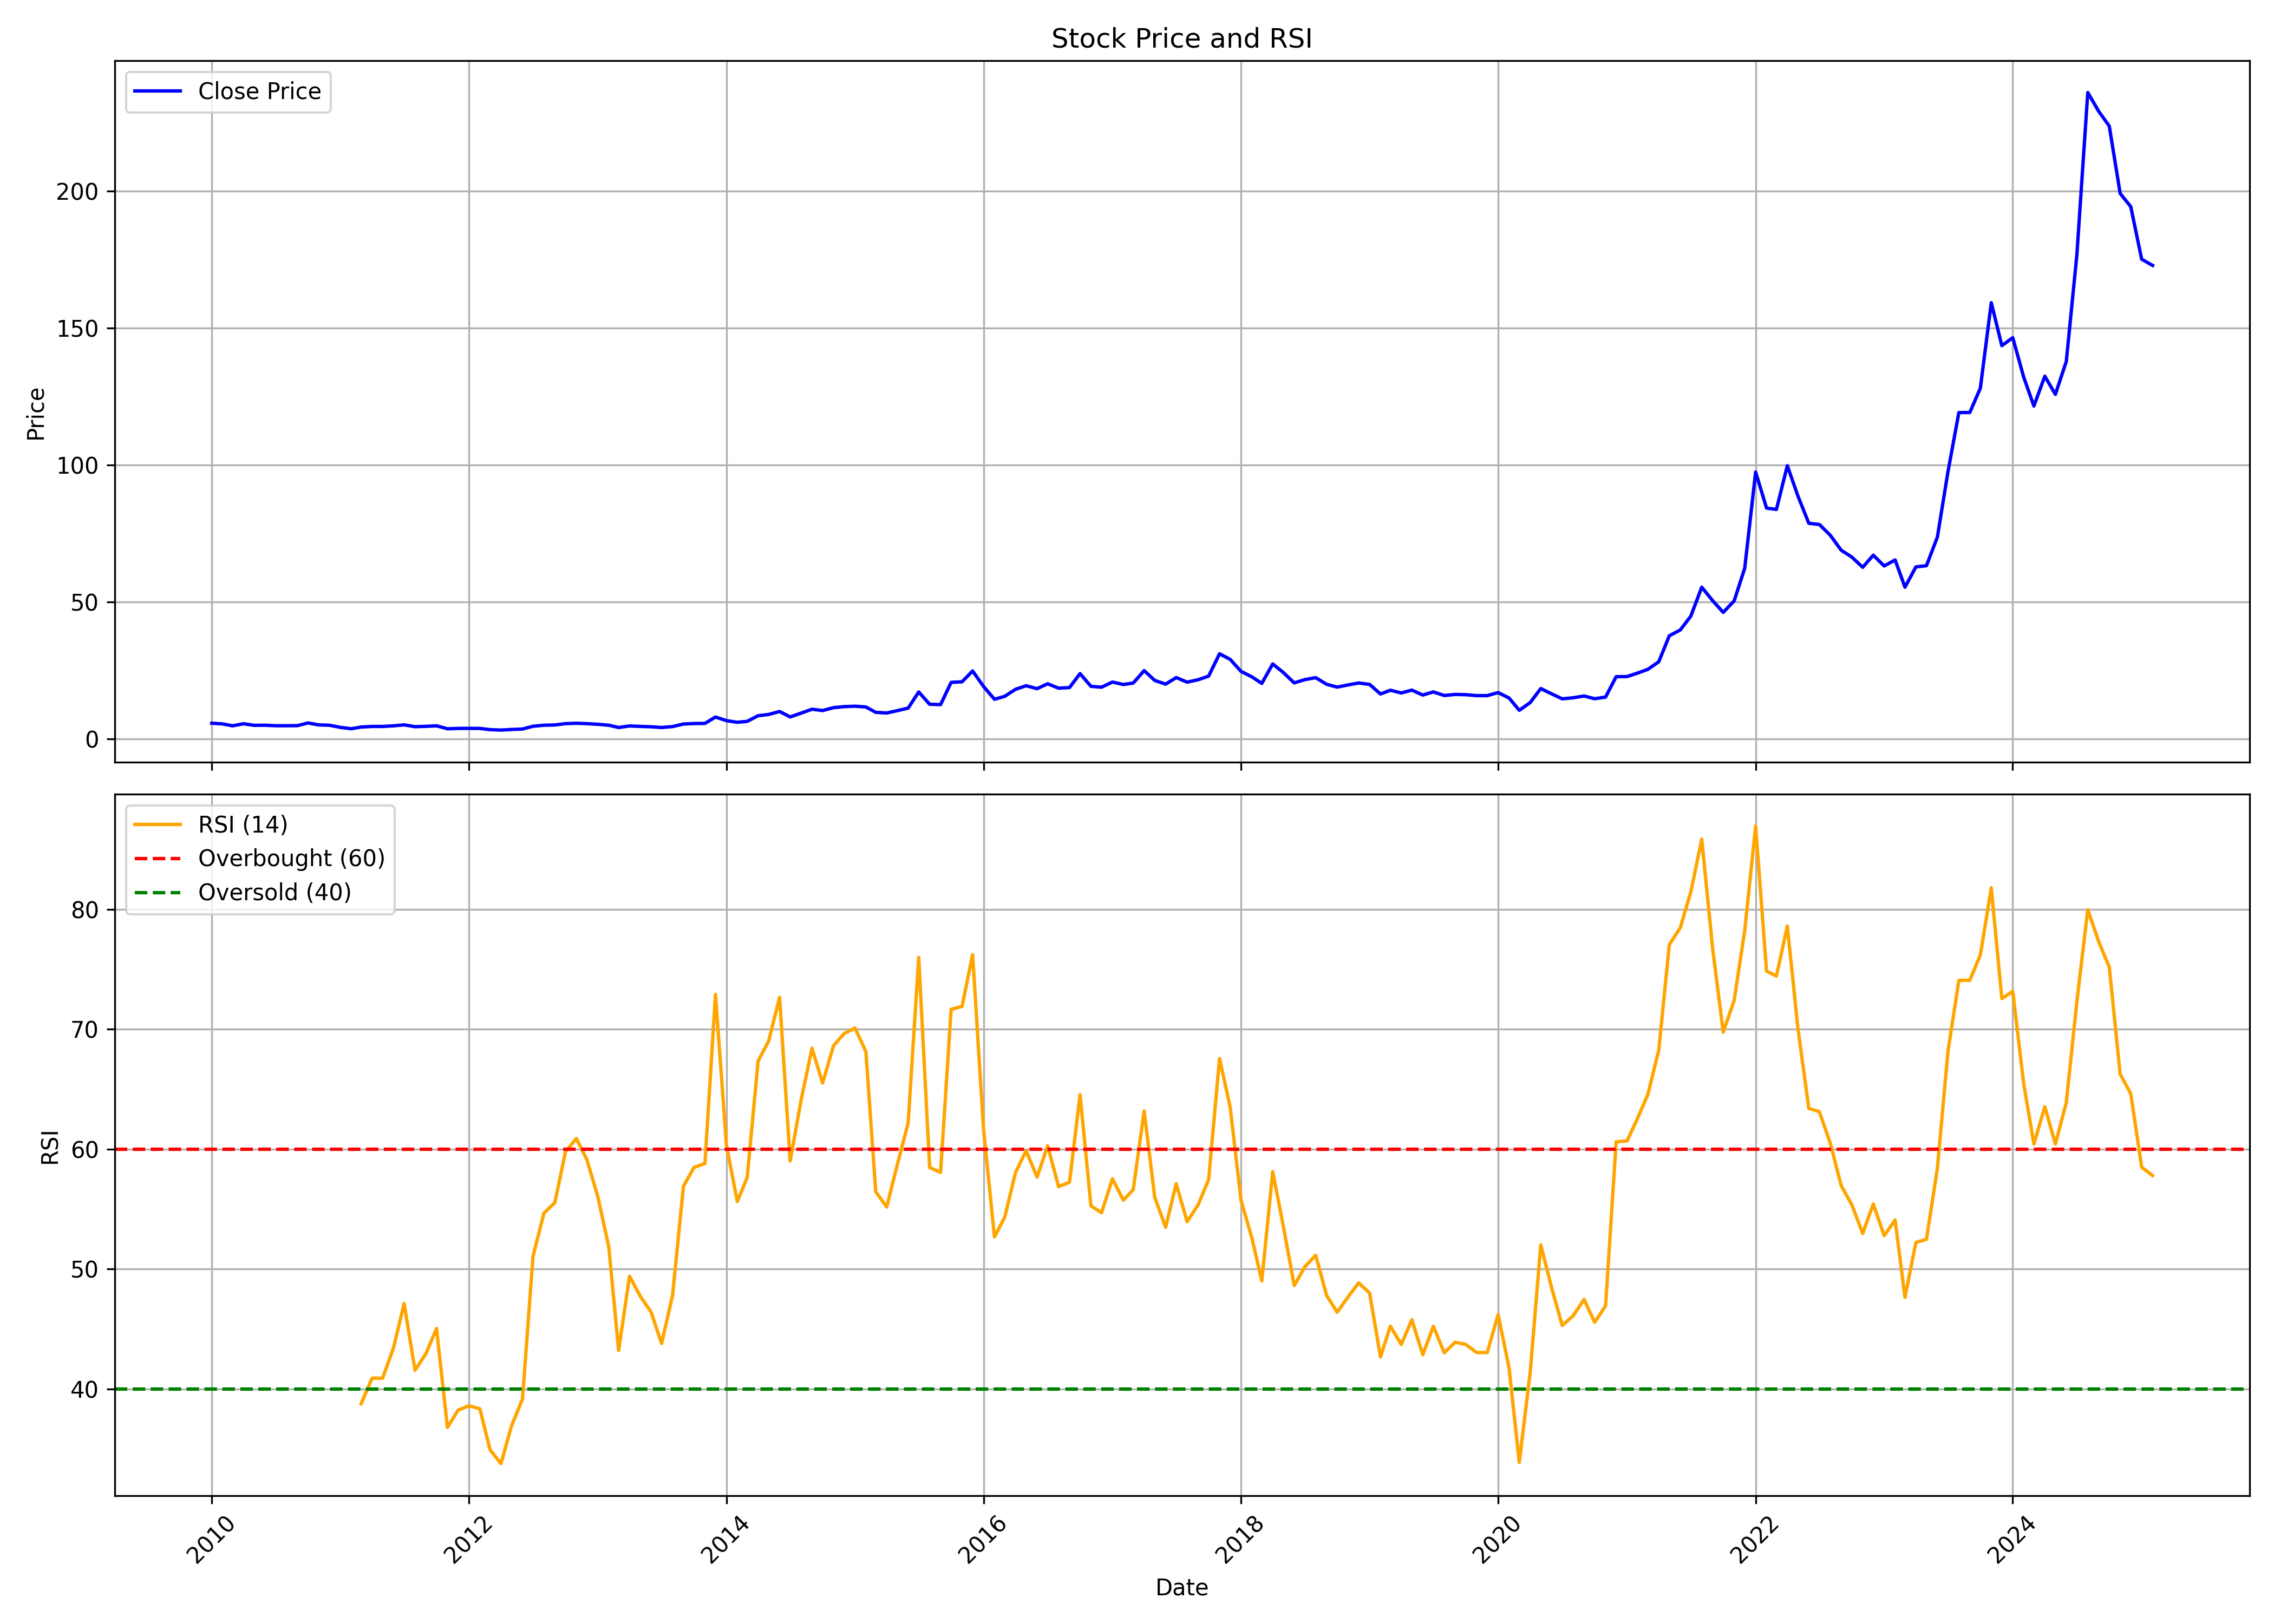 Stock Price and RSI
Close Price
Price
200
150
100
50
0
RSI (14)
Overbought (60)
Oversold (40)
RSI
80
70
60
50
40
2010
2012
2014
2016
2018
2020
2022
2024
Date